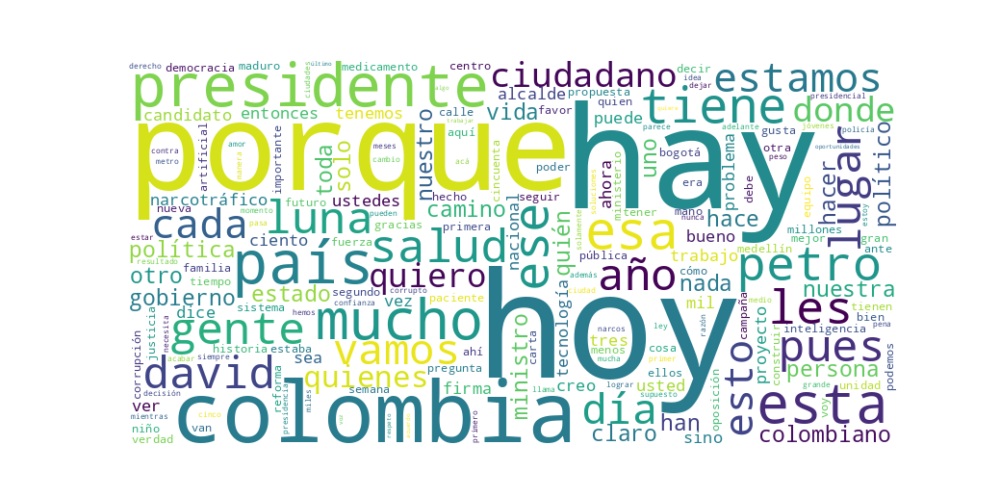 derecho democracia maduro ciudades último medicamento centro decir idea dejar
presidente algo ciudadano estamos
alcalde propuesta quien presidencial
candidato entonces tenemos calle vida favor tiene puede donde
porque hay
trabajar aquí parece adelante jóvenes policía
contra metro artificial amor manera importante toda solo meses cambio acá nuestro cincuenta poder ministerio uno bogotá era problema gusta otra peso oportunidades
narcotráfico futuro ustedes hecho seguir soluciones ahora tener mano debe equipo hacer lugar político
nueva momento pueden camino primera nunca hace millones
cada luna gracias ese nacional esa solamente bueno medellín mejor gran estoy
política ciento fuerza salud quién pública trabajo cómo ante
estar país
otro familia segundo quiero además año nada petro
resultado tiempo sistema confianza corrupto paciente ciudad nuestra
gobierno estado vez tecnología mil medio tienen
necesita dice hemos mucho carta narcos ley razón campaña les bien pena
justicia gente ministro tres mucha cosa proyecto inteligencia
corrupción historia estaba ahí menos primer hoy construir pues podemos
acabar siempre sea vamos pregunta ellos persona
david reforma quienes semana firma creo usted esto grande unidad
decisión presidencia miles llama lograr supuesto oposición voy
ver colombia día esta
mientras cinco voz respeto primero
niño van claro han sino colombiano
verdad